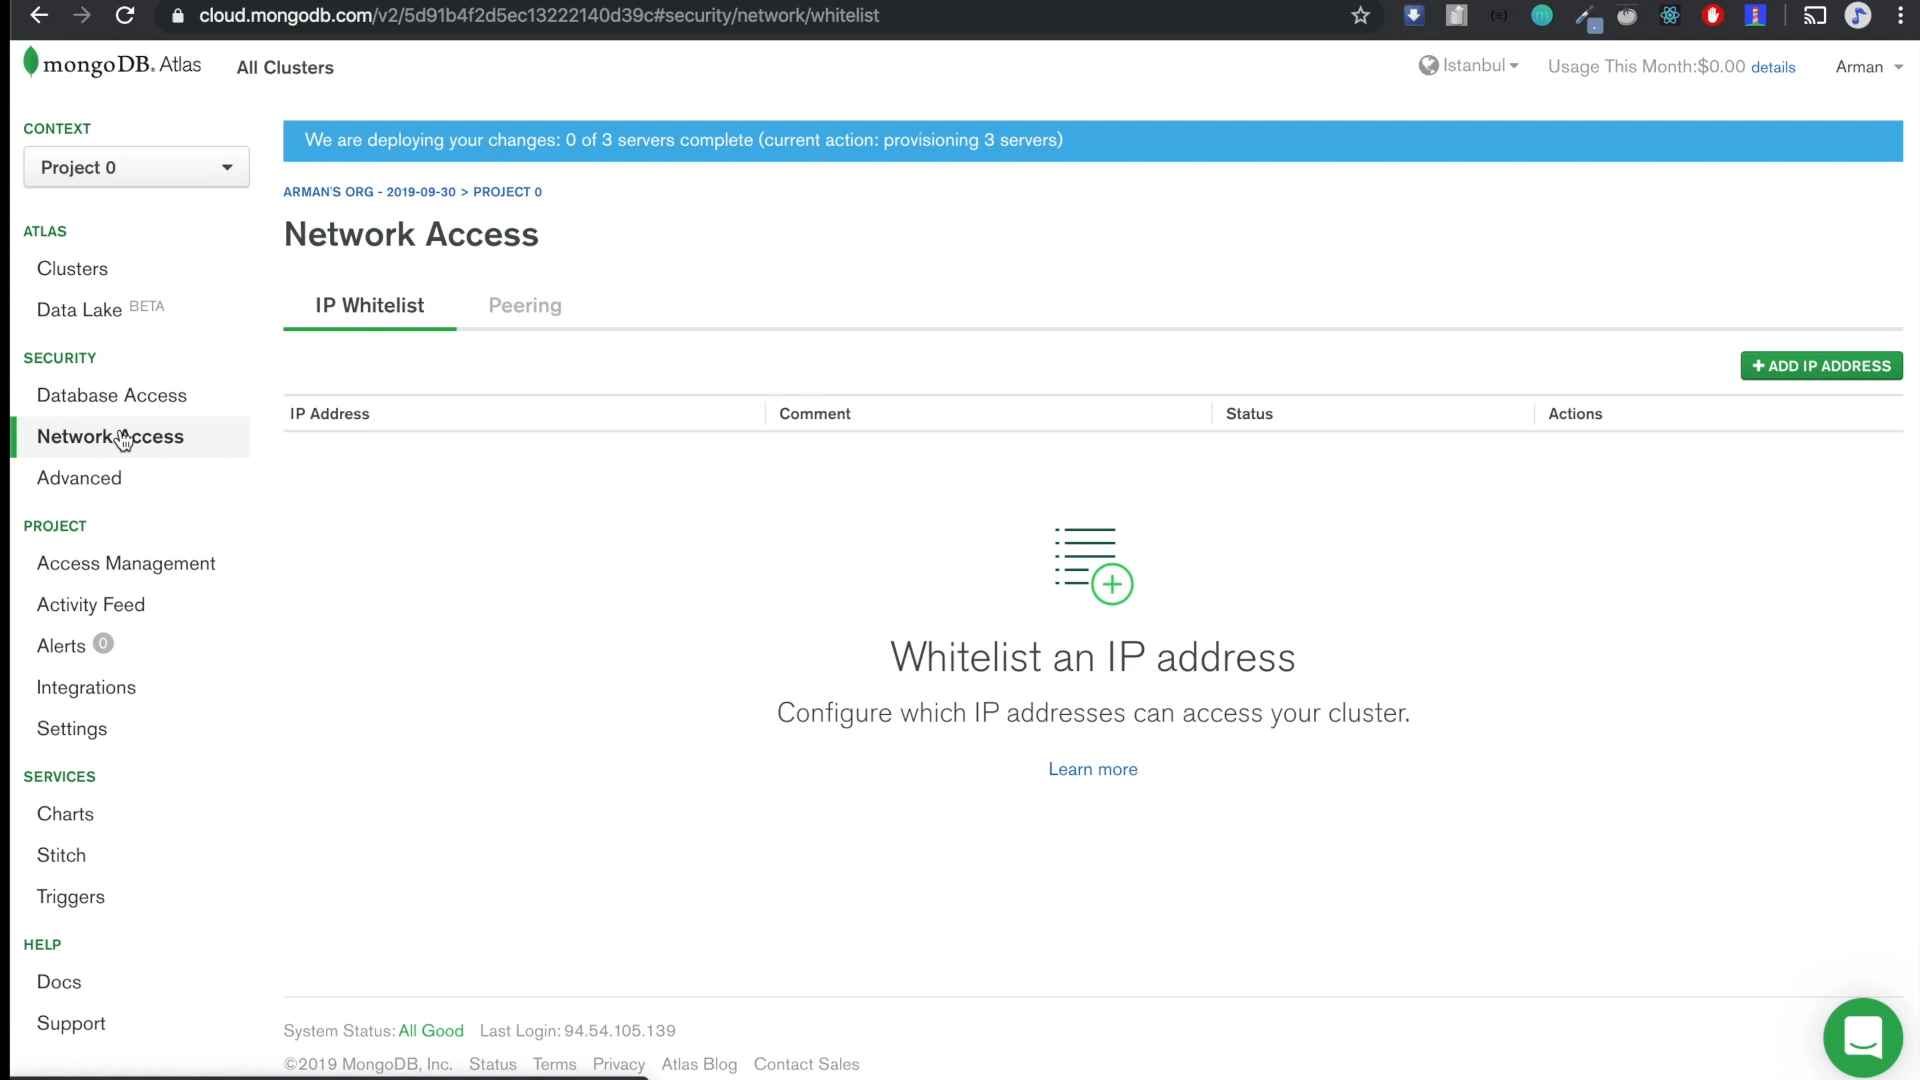 cloud.mongodb.com/v2/5d91b4f2d5ec13222140d39c#security/network/whitelist
mongoDB. Atlas
All Clusters
Istanbul
Usage This Month:$0.00 details
Arman
CONTEXT
Project 0
ATLAS
Clusters
Data Lake BETA
SECURITY
Database Access
Network Access
Advanced
PROJECT
Access Management
Activity Feed
Alerts 0
Integrations
Settings
SERVICES
Charts
Stitch
Triggers
HELP
Docs
Support
We are deploying your changes: 0 of 3 servers complete (current action: provisioning 3 servers)
ARMAN'S ORG - 2019-09-30 > PROJECT 0
Network Access
IP Whitelist
Peering
+ ADD IP ADDRESS
IP Address
Comment
Status
Actions
Whitelist an IP address
Configure which IP addresses can access your cluster.
Learn more
System Status: All Good Last Login: 94.54.105.139
©2019 MongoDB, Inc. Status Terms Privacy Atlas Blog Contact Sales